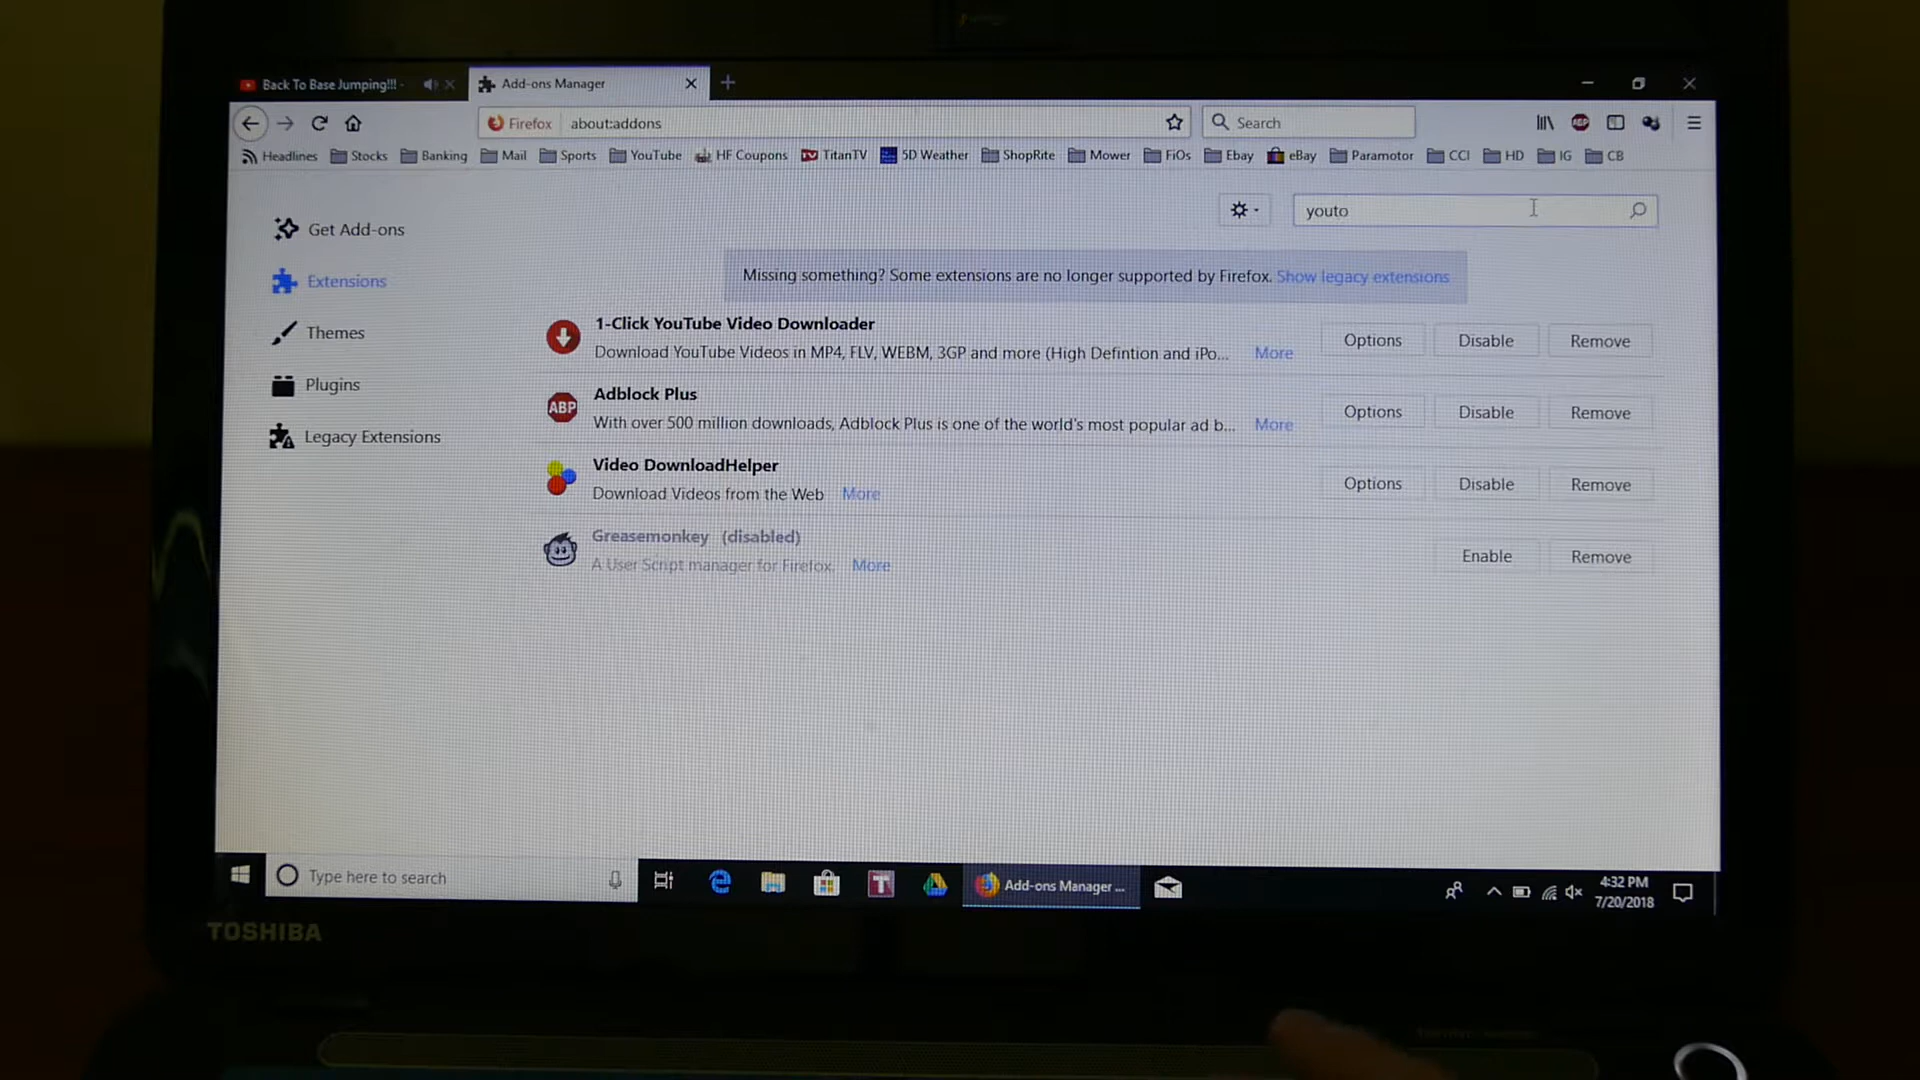 Back To Base Jumping!!! -
Add-ons Manager
Firefox about:addons
Search
ABP
Headlines Stocks Banking Mail Sports YouTube HF Coupons TitanTV 5D Weather ShopRite Mower FiOs Ebay eBay Paramotor CCI HD IG CB
youto
Get Add-ons
Extensions
Themes
Plugins
Legacy Extensions
Missing something? Some extensions are no longer supported by Firefox. Show legacy extensions
1-Click YouTube Video Downloader
Download YouTube Videos in MP4, FLV, WEBM, 3GP and more (High Defintion and iPo... More
Options Disable Remove
ABP
Adblock Plus
With over 500 million downloads, Adblock Plus is one of the world's most popular ad b... More
Options Disable Remove
Video DownloadHelper
Download Videos from the Web More
Options Disable Remove
Greasemonkey (disabled)
A User Script manager for Firefox. More
Enable Remove
Type here to search
T
Add-ons Manager ...
4:32 PM
7/20/2018
TOSHIBA